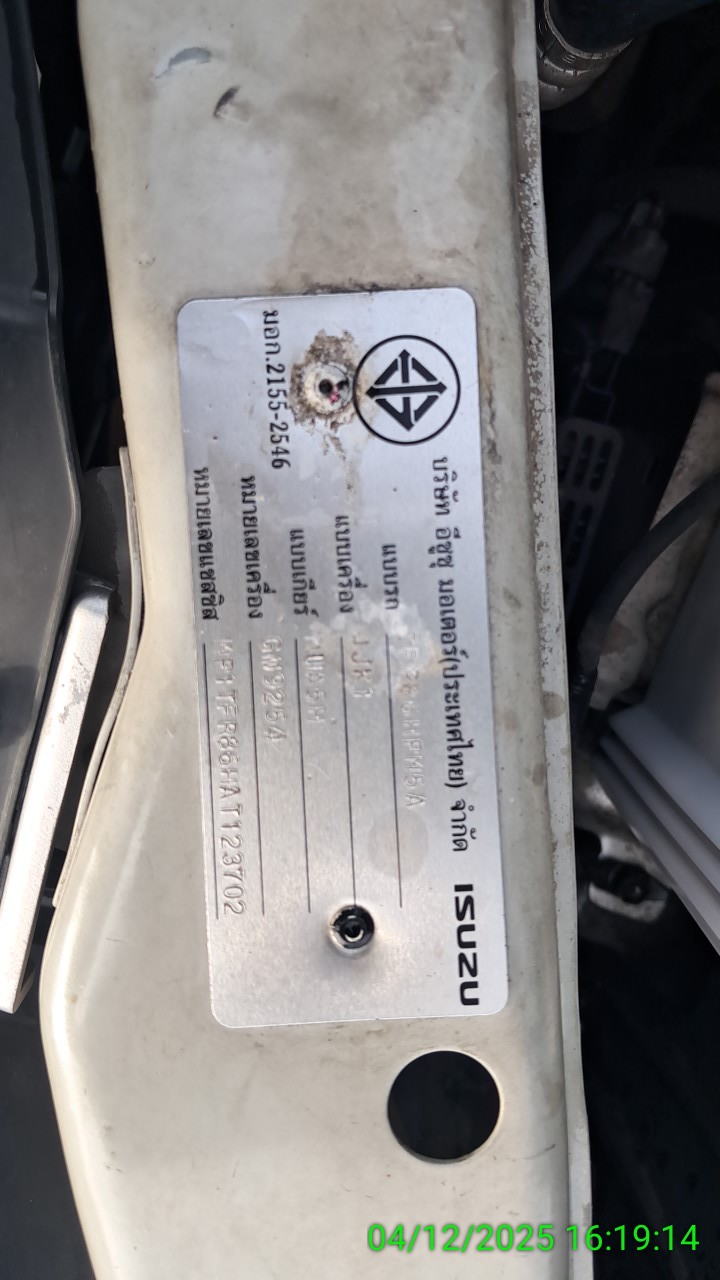 บริษัท อีซูซุ มอเตอร์(ประเทศไทย) จำกัด ISUZU
มอก.2155-2546
แบบรถ
แบบเครื่อง
แบบเกียร์
หมายเลขเครื่อง GW9254
หมายเลขแชสซิส MP1TFR86HAT123702
04/12/2025 16:19:14